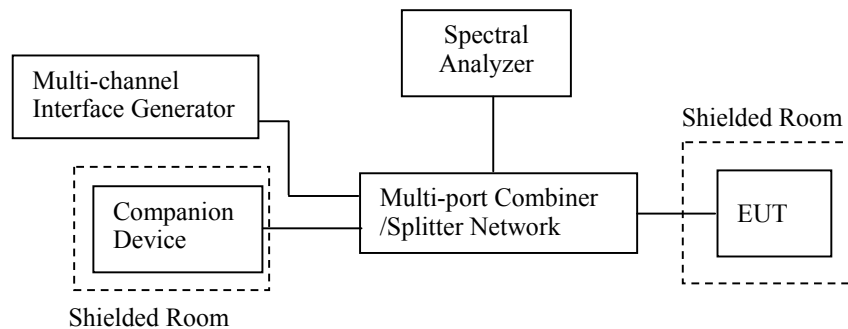 Spectral
Analyzer
Multi-channel
Interface Generator
Shielded Room
Multi-port Combiner
/Splitter Network
EUT
Companion
Device
Shielded Room